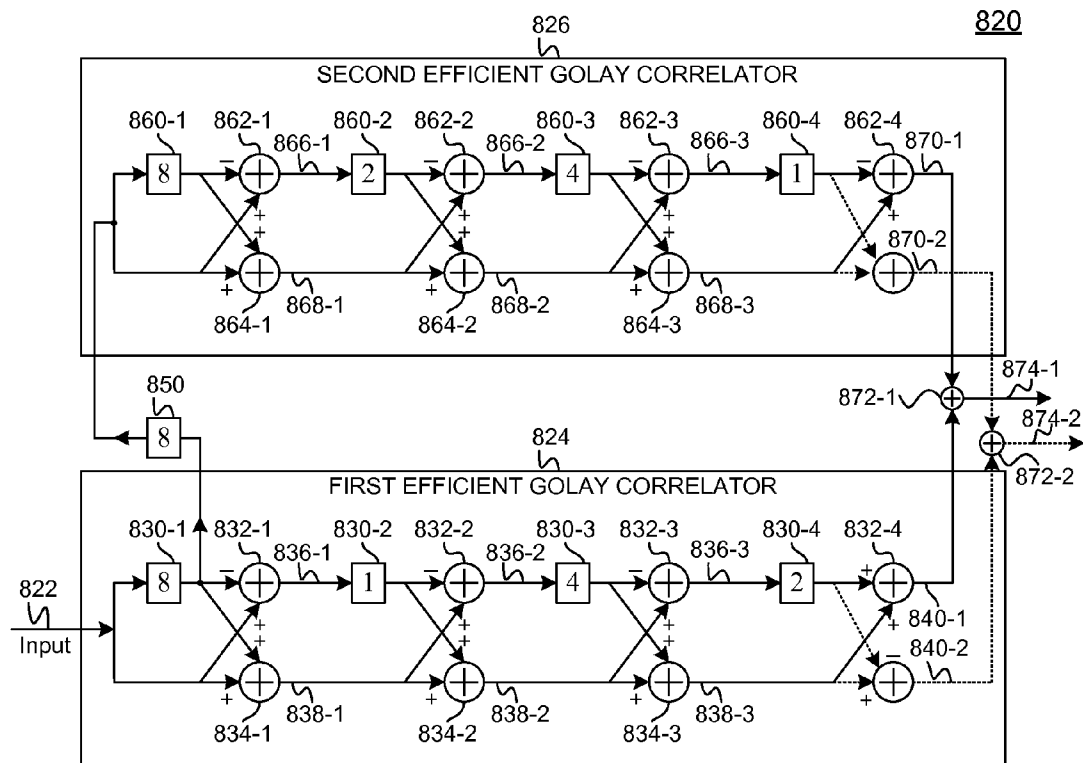 820
826
SECOND EFFICIENT GOLAY CORRELATOR
860-1 862-1 860-2 862-2 860-3 862-3 860-4 862-4
866-1 866-2 866-3 870-1
8 − 2 − 4 − 1 −
+ + + +
+ + +
870-2
+ + +
868-1 868-2 868-3
864-1 864-2 864-3
850
8
872-1 874-1
874-2
872-2
824
FIRST EFFICIENT GOLAY CORRELATOR
830-1 832-1 830-2 832-2 830-3 832-3 830-4 832-4
836-1 836-2 836-3
822
Input
8 − 1 − 4 − 2 +
840-1
+ + + +
+ + + −
840-2
+ + + +
838-1 838-2 838-3
834-1 834-2 834-3